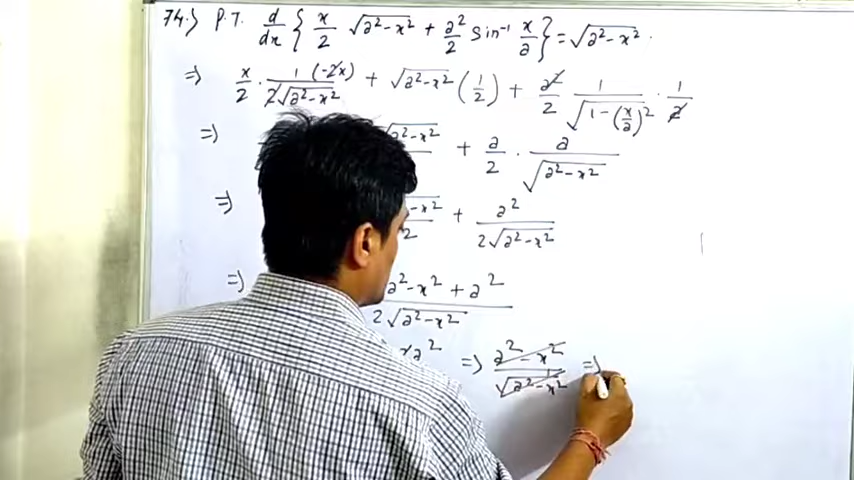 74.) P.T. d/dx { x/2 √(a²-x²) + a²/2 Sin⁻¹ x/a } = √(a²-x²).
=) x/2 · 1 (-2x)/2√(a²-x²) + √(a²-x²) (1/2) + a²/2 1/√(1-(x/a)²) · 1/a
=) a²-x² + a/2 · a/√(a²-x²)
=) -x²/2 + a²/2√(a²-x²)
=) a²-x² + a²/2√(a²-x²)
a² =) a²-x²/√(a²-x²) =)